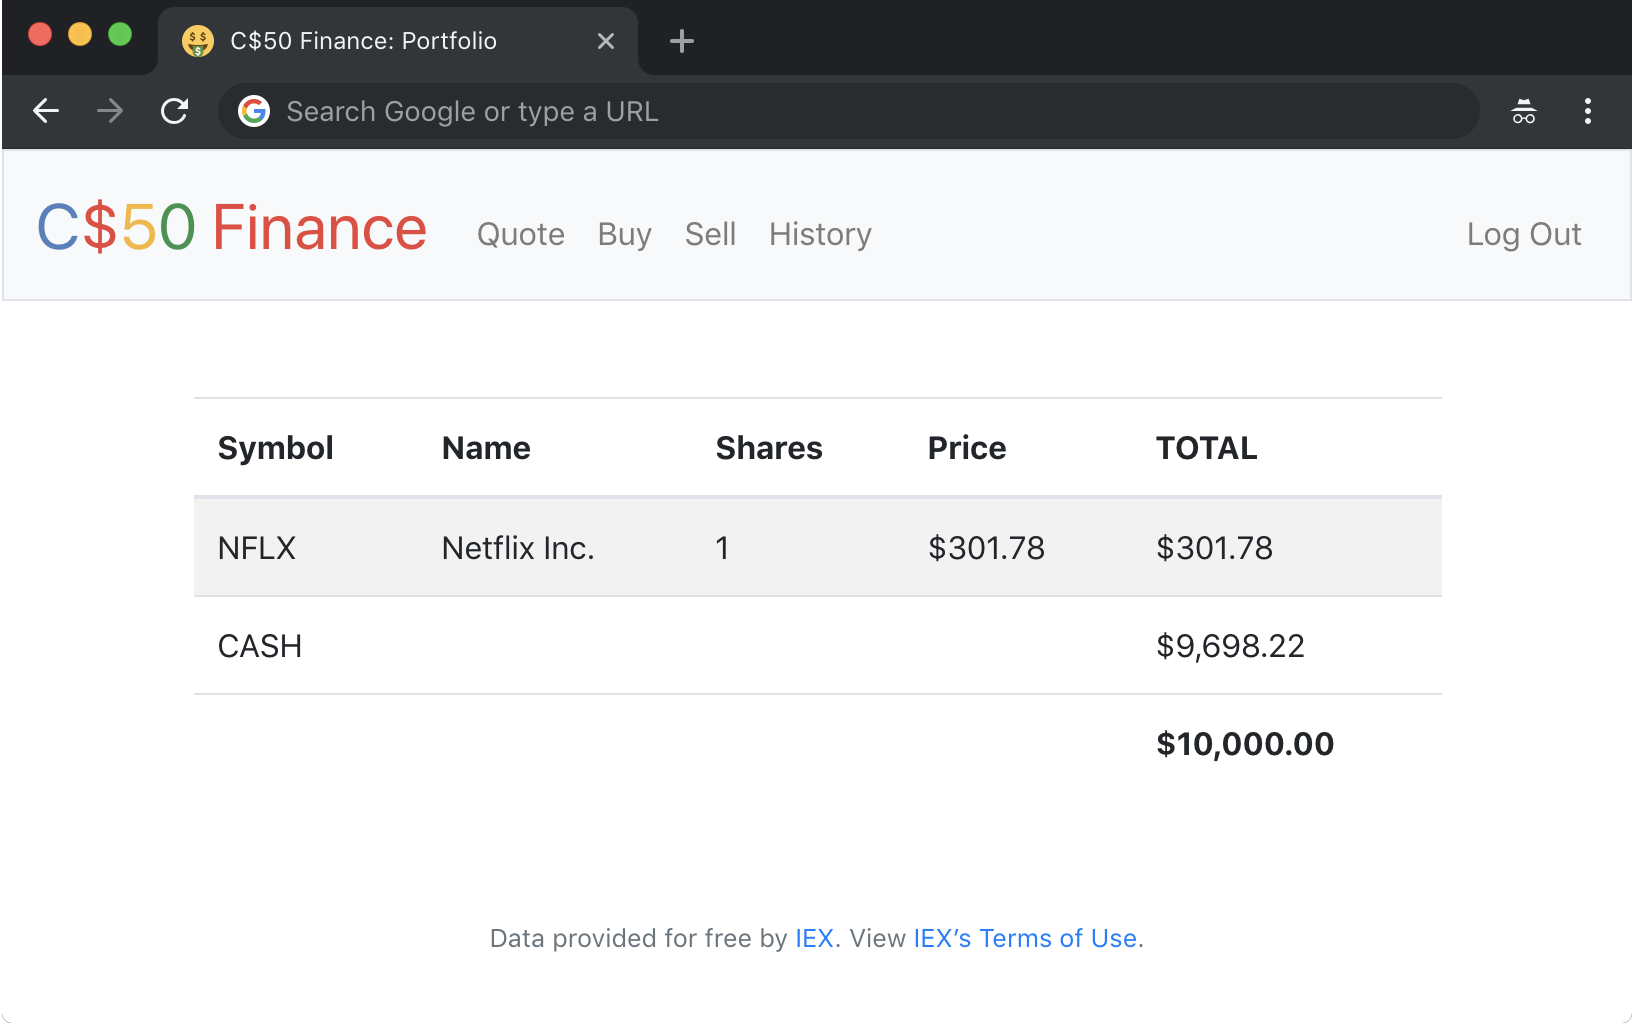 C$50 Finance: Portfolio
Search Google or type a URL
C$50 Finance Quote Buy Sell History Log Out
Symbol Name Shares Price TOTAL
NFLX Netflix Inc. 1 $301.78 $301.78
CASH $9,698.22
$10,000.00
Data provided for free by IEX. View IEX’s Terms of Use.